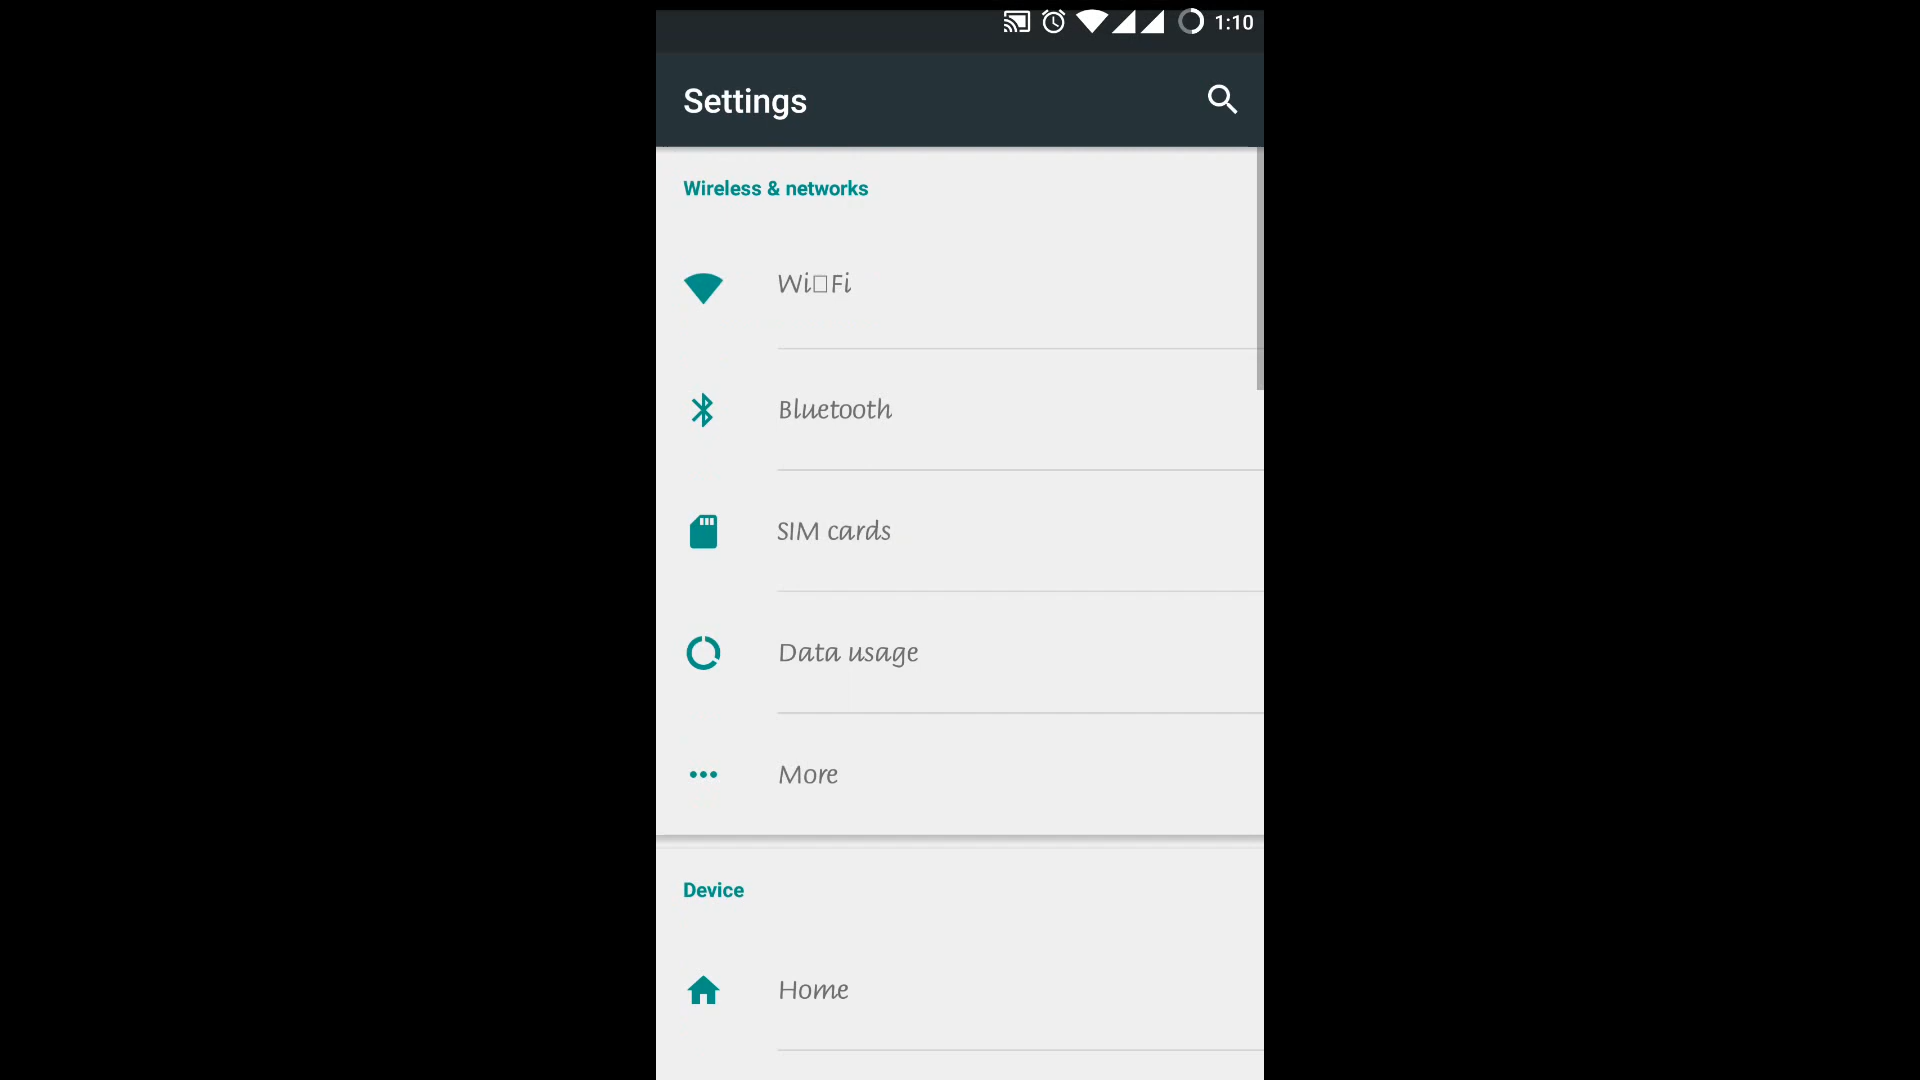 1:10
Settings
Wireless & networks
Wi□Fi
Bluetooth
SIM cards
Data usage
More
Device
Home